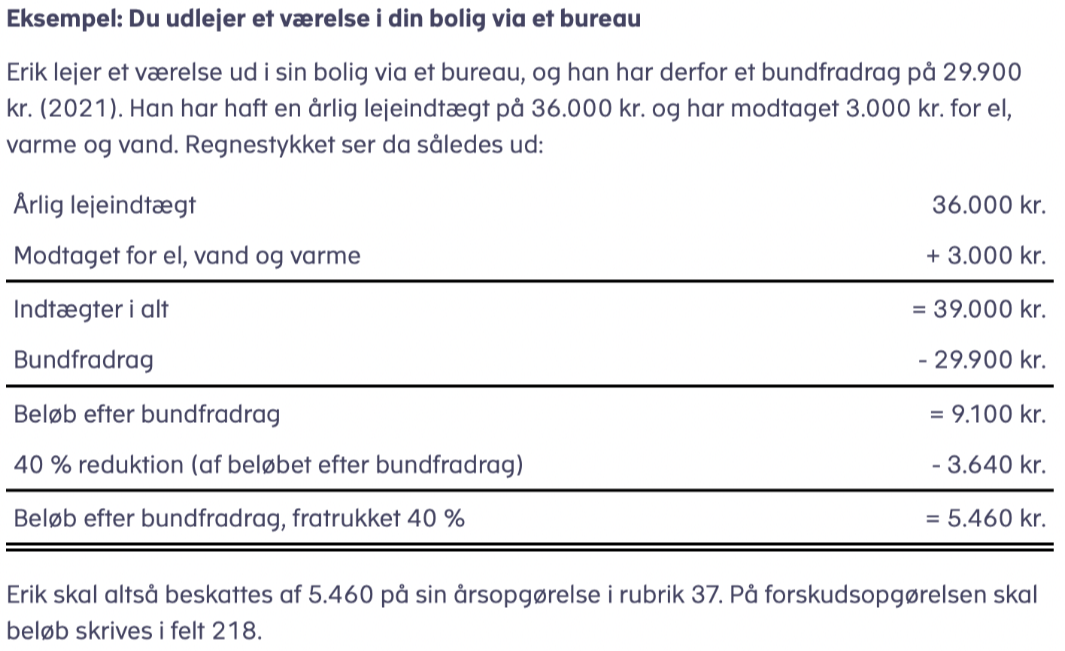 Eksempel: Du udlejer et værelse i din bolig via et bureau
Erik lejer et værelse ud i sin bolig via et bureau, og han har derfor et bundfradrag på 29.900
kr. (2021). Han har haft en årlig lejeindtægt på 36.000 kr. og har modtaget 3.000 kr. for el,
varme og vand. Regnestykket ser da således ud:
Årlig lejeindtægt 36.000 kr.
Modtaget for el, vand og varme + 3.000 kr.
Indtægter i alt = 39.000 kr.
Bundfradrag - 29.900 kr.
Beløb efter bundfradrag = 9.100 kr.
40 % reduktion (af beløbet efter bundfradrag) - 3.640 kr.
Beløb efter bundfradrag, fratrukket 40 % = 5.460 kr.
Erik skal altså beskattes af 5.460 på sin årsopgørelse i rubrik 37. På forskudsopgørelsen skal
beløb skrives i felt 218.